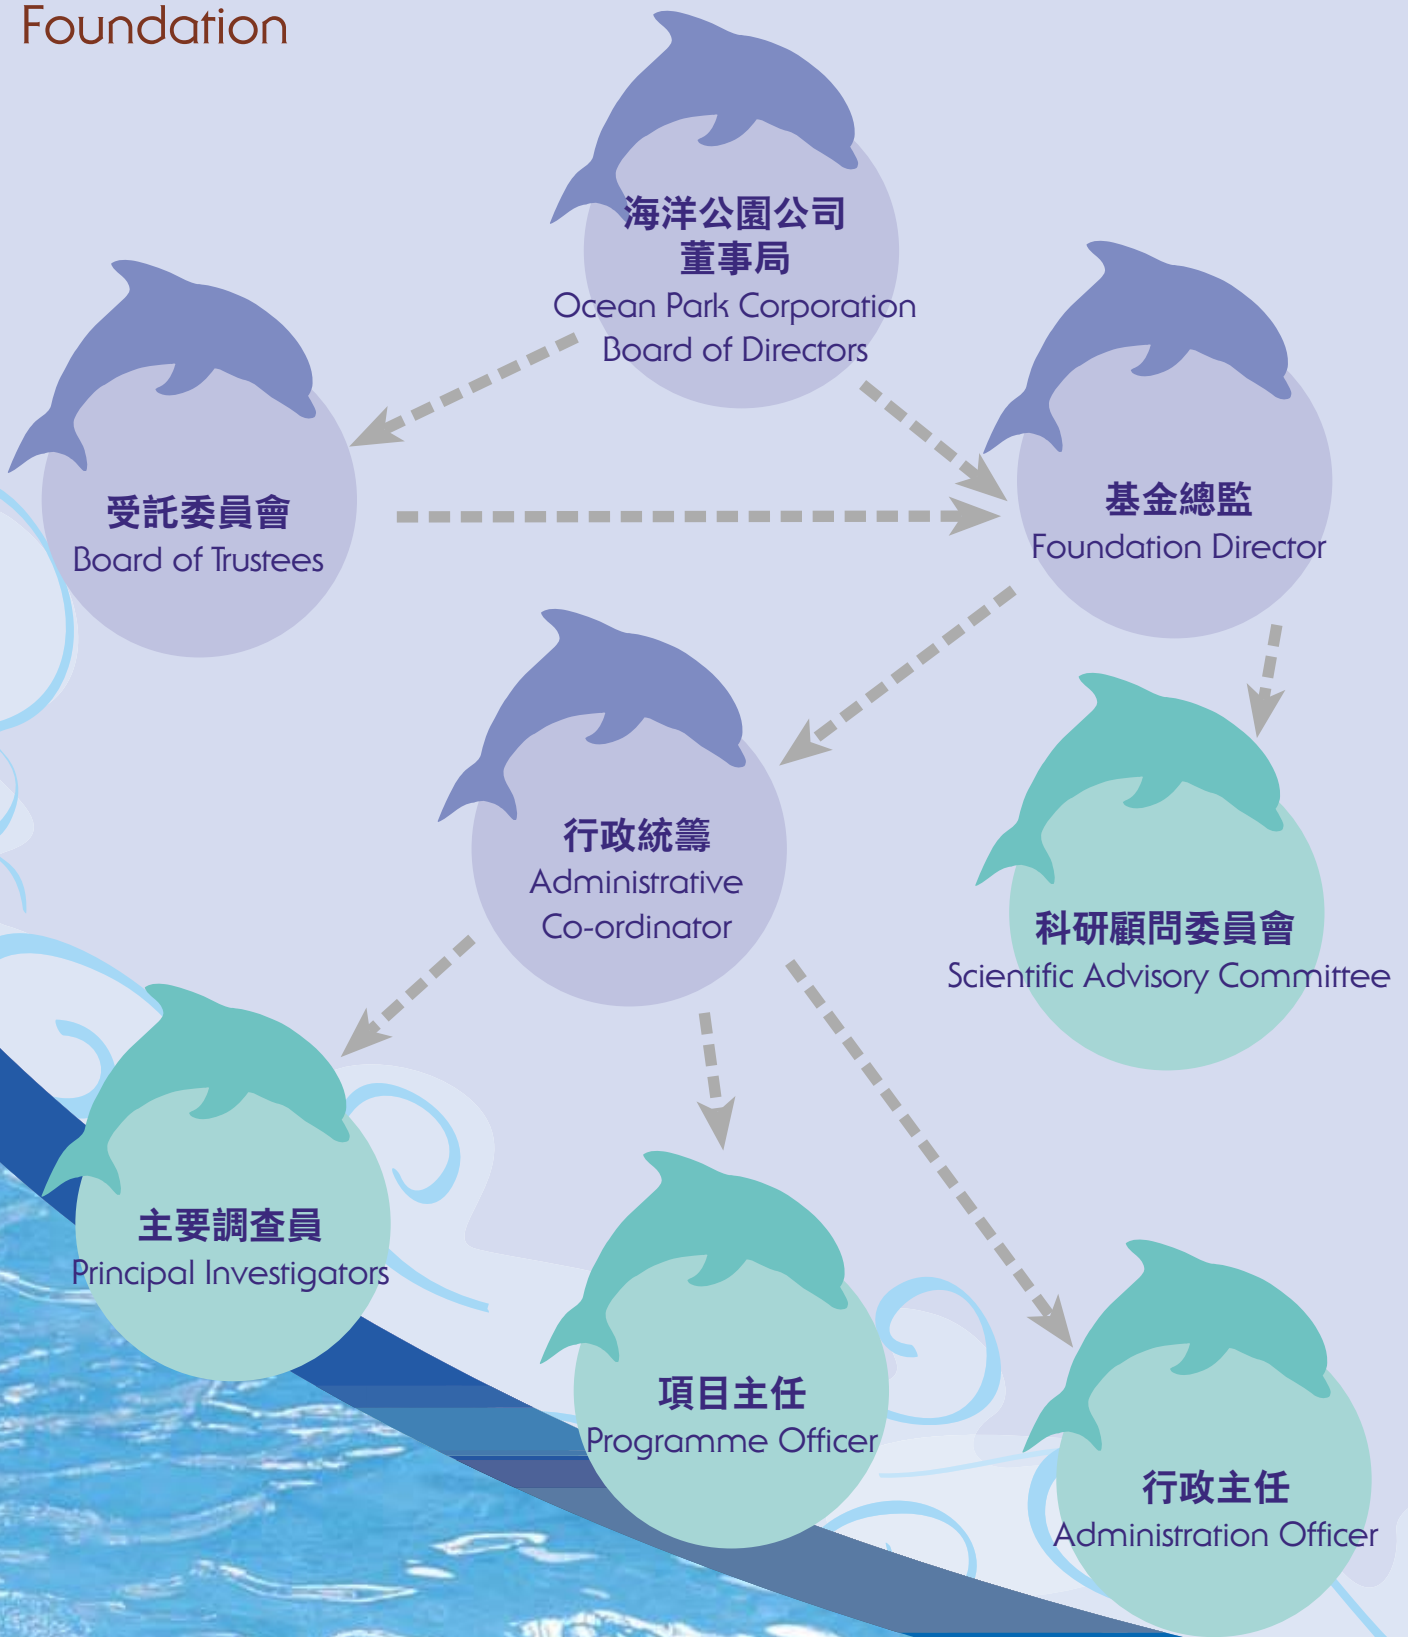 Foundation
海洋公園公司
董事局
Ocean Park Corporation
Board of Directors
受託委員會
Board of Trustees
基金總監
Foundation Director
行政統籌
Administrative
Co-ordinator
科研顧問委員會
Scientific Advisory Committee
主要調查員
Principal Investigators
項目主任
Programme Officer
行政主任
Administration Officer